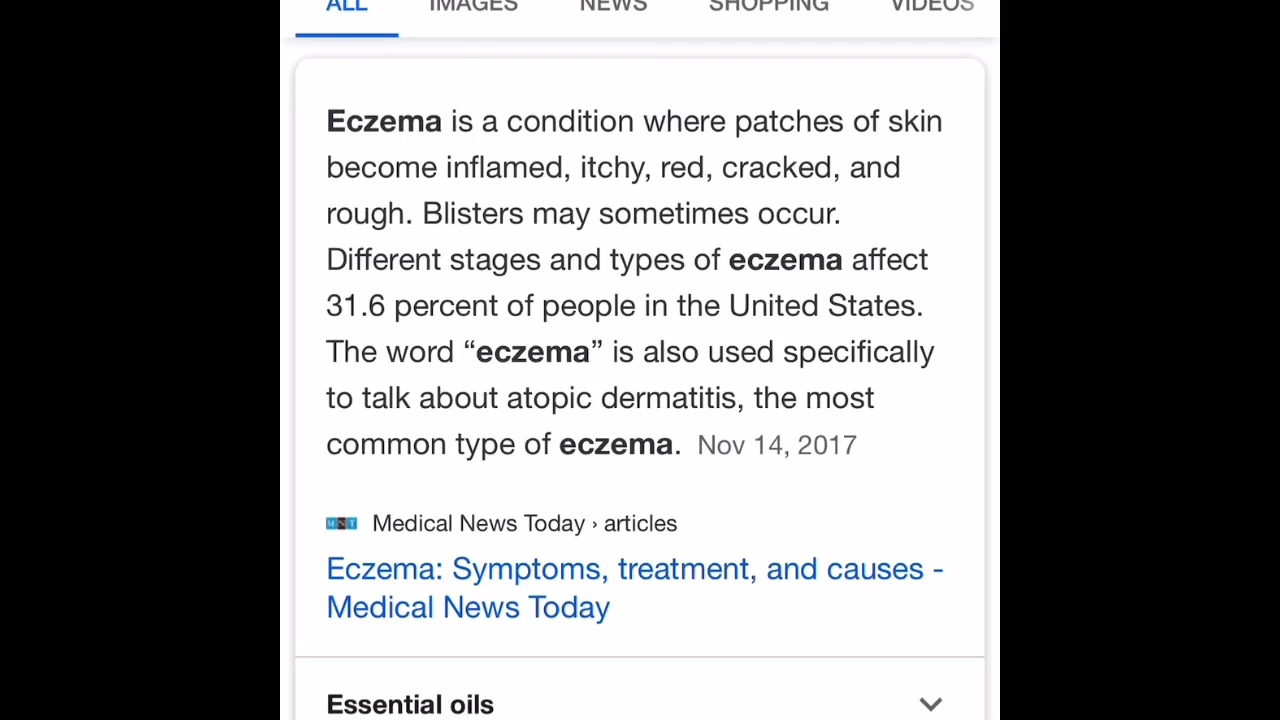 ALL IMAGES NEWS SHOPPING VIDEOS
Eczema is a condition where patches of skin
become inflamed, itchy, red, cracked, and
rough. Blisters may sometimes occur.
Different stages and types of eczema affect
31.6 percent of people in the United States.
The word “eczema” is also used specifically
to talk about atopic dermatitis, the most
common type of eczema. Nov 14, 2017
MNT Medical News Today › articles
Eczema: Symptoms, treatment, and causes -
Medical News Today
Essential oils